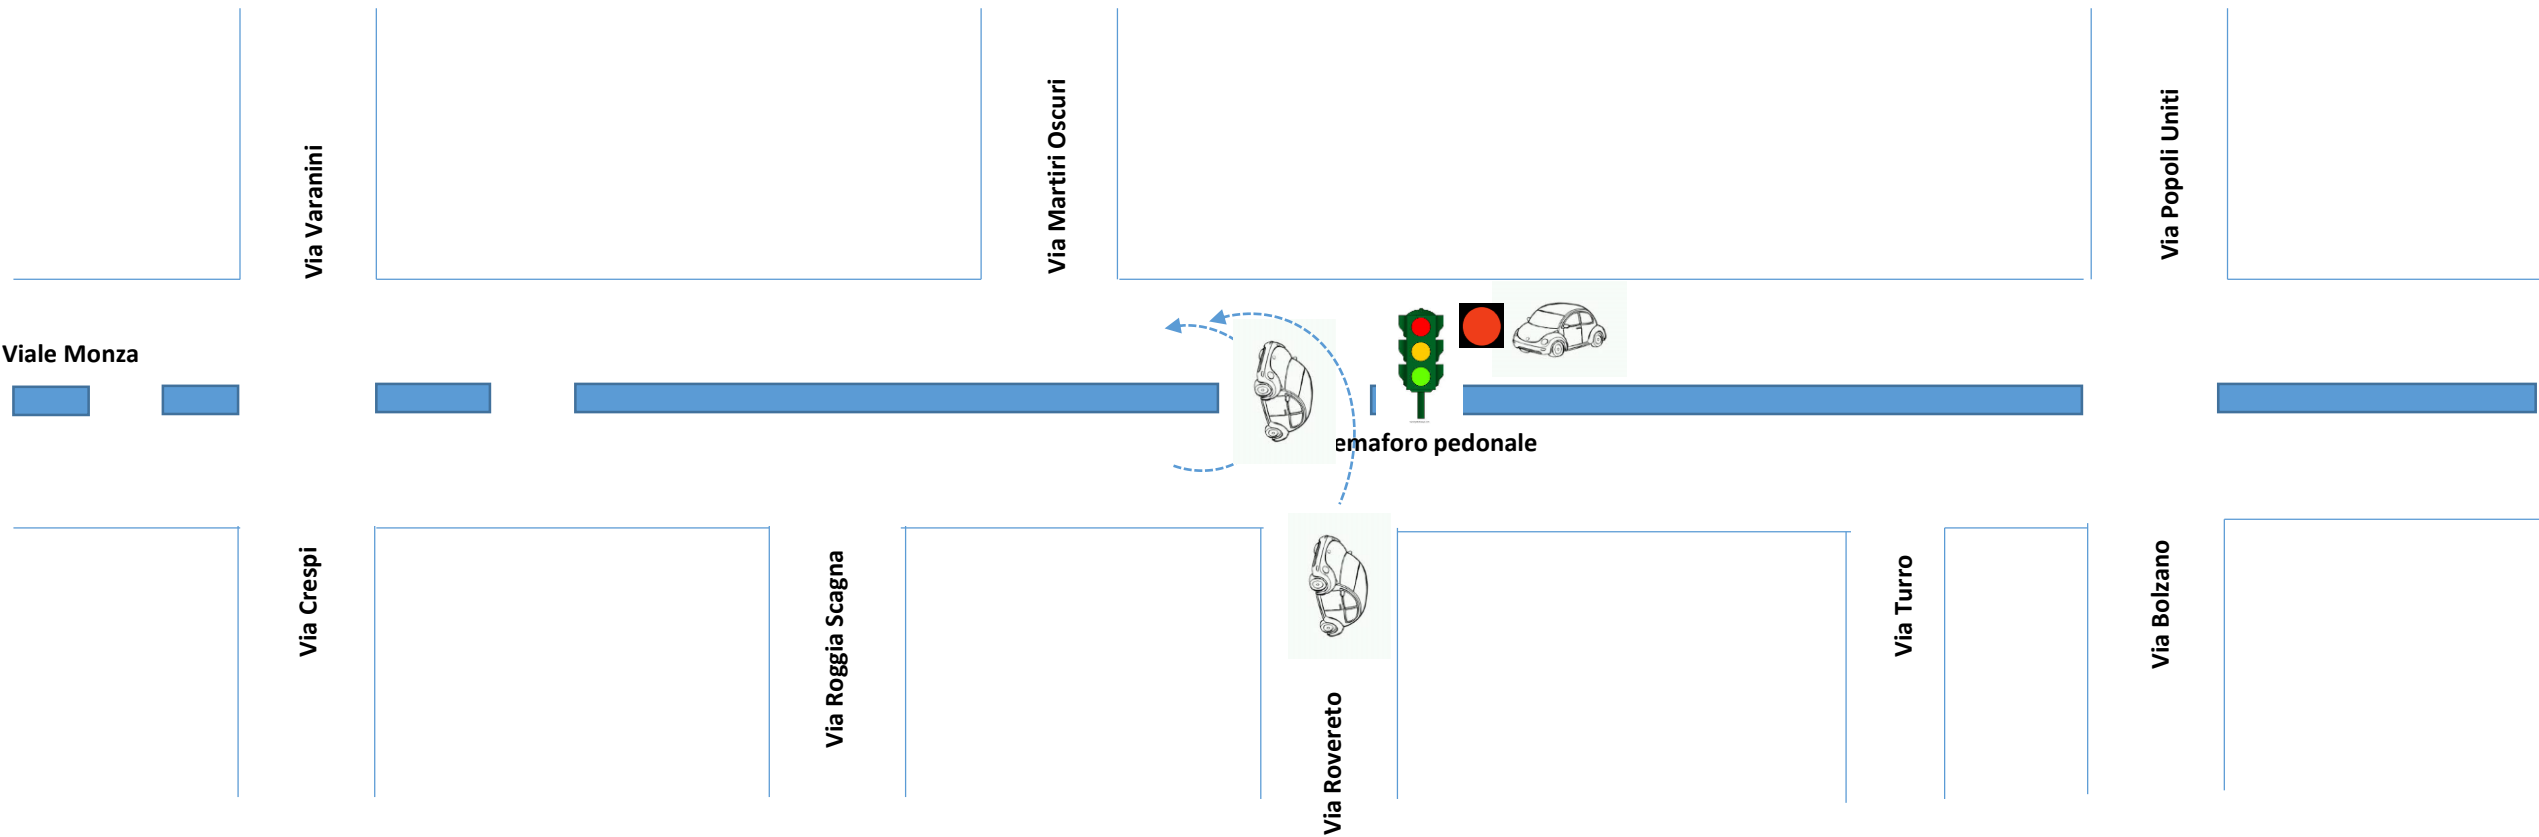 Via Varanini
Via Martiri Oscuri
Via Popoli Uniti
Viale Monza
emaforo pedonale
Via Crespi
Via Roggia Scagna
Via Rovereto
Via Turro
Via Bolzano